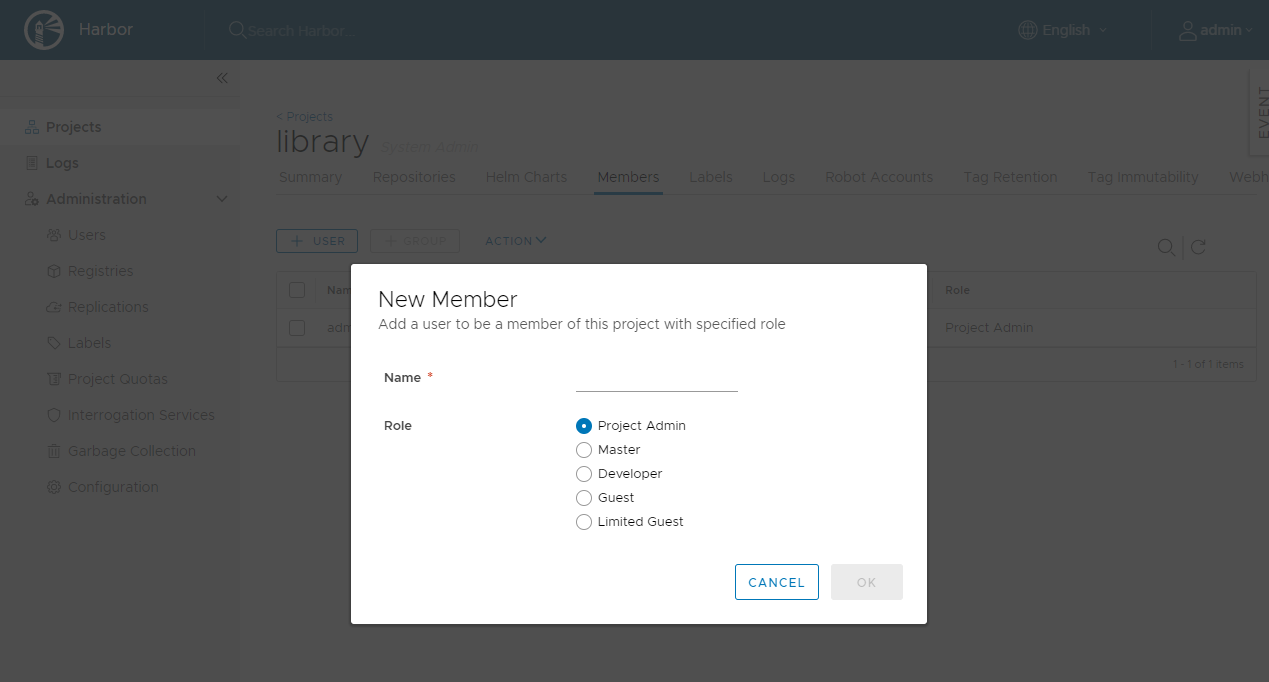 Harbor
Search Harbor...
English
admin
EVENT
Projects
Logs
Administration
Users
Registries
Replications
Labels
Project Quotas
Interrogation Services
Garbage Collection
Configuration
< Projects
library System Admin
Summary Repositories Helm Charts Members Labels Logs Robot Accounts Tag Retention Tag Immutability Webh
+ USER + GROUP ACTION
Nam Role
adm Project Admin
1 - 1 of 1 items
New Member
Add a user to be a member of this project with specified role
Name *
Role
Project Admin
Master
Developer
Guest
Limited Guest
CANCEL OK